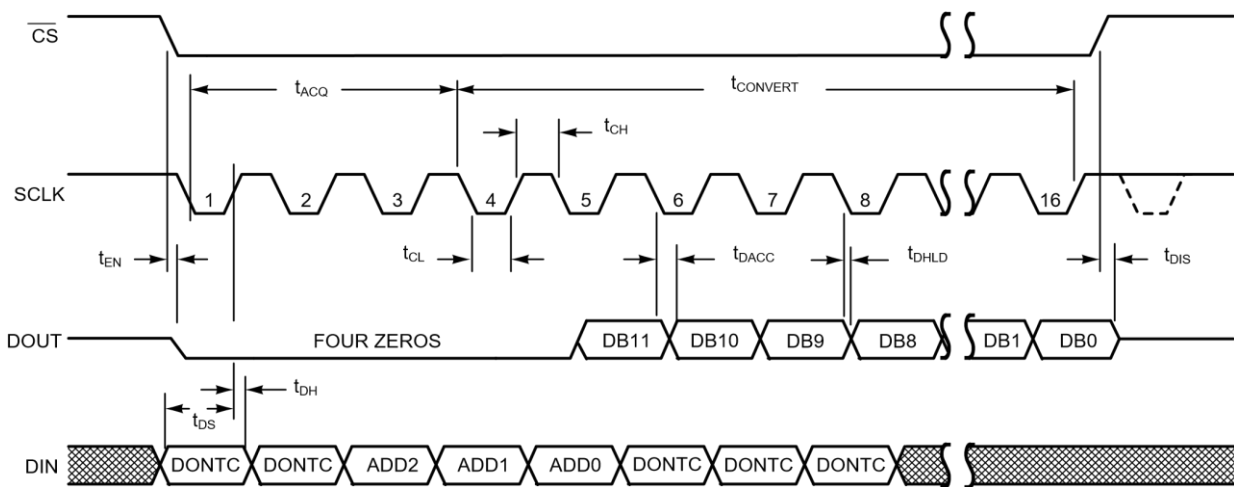 CS
tACQ
tCONVERT
tCH
SCLK
1 2 3 4 5 6 7 8 16
tEN
tCL
tDACC
tDHLD
tDIS
DOUT
FOUR ZEROS
DB11 DB10 DB9 DB8 DB1 DB0
tDH
tDS
DIN
DONTC DONTC ADD2 ADD1 ADD0 DONTC DONTC DONTC